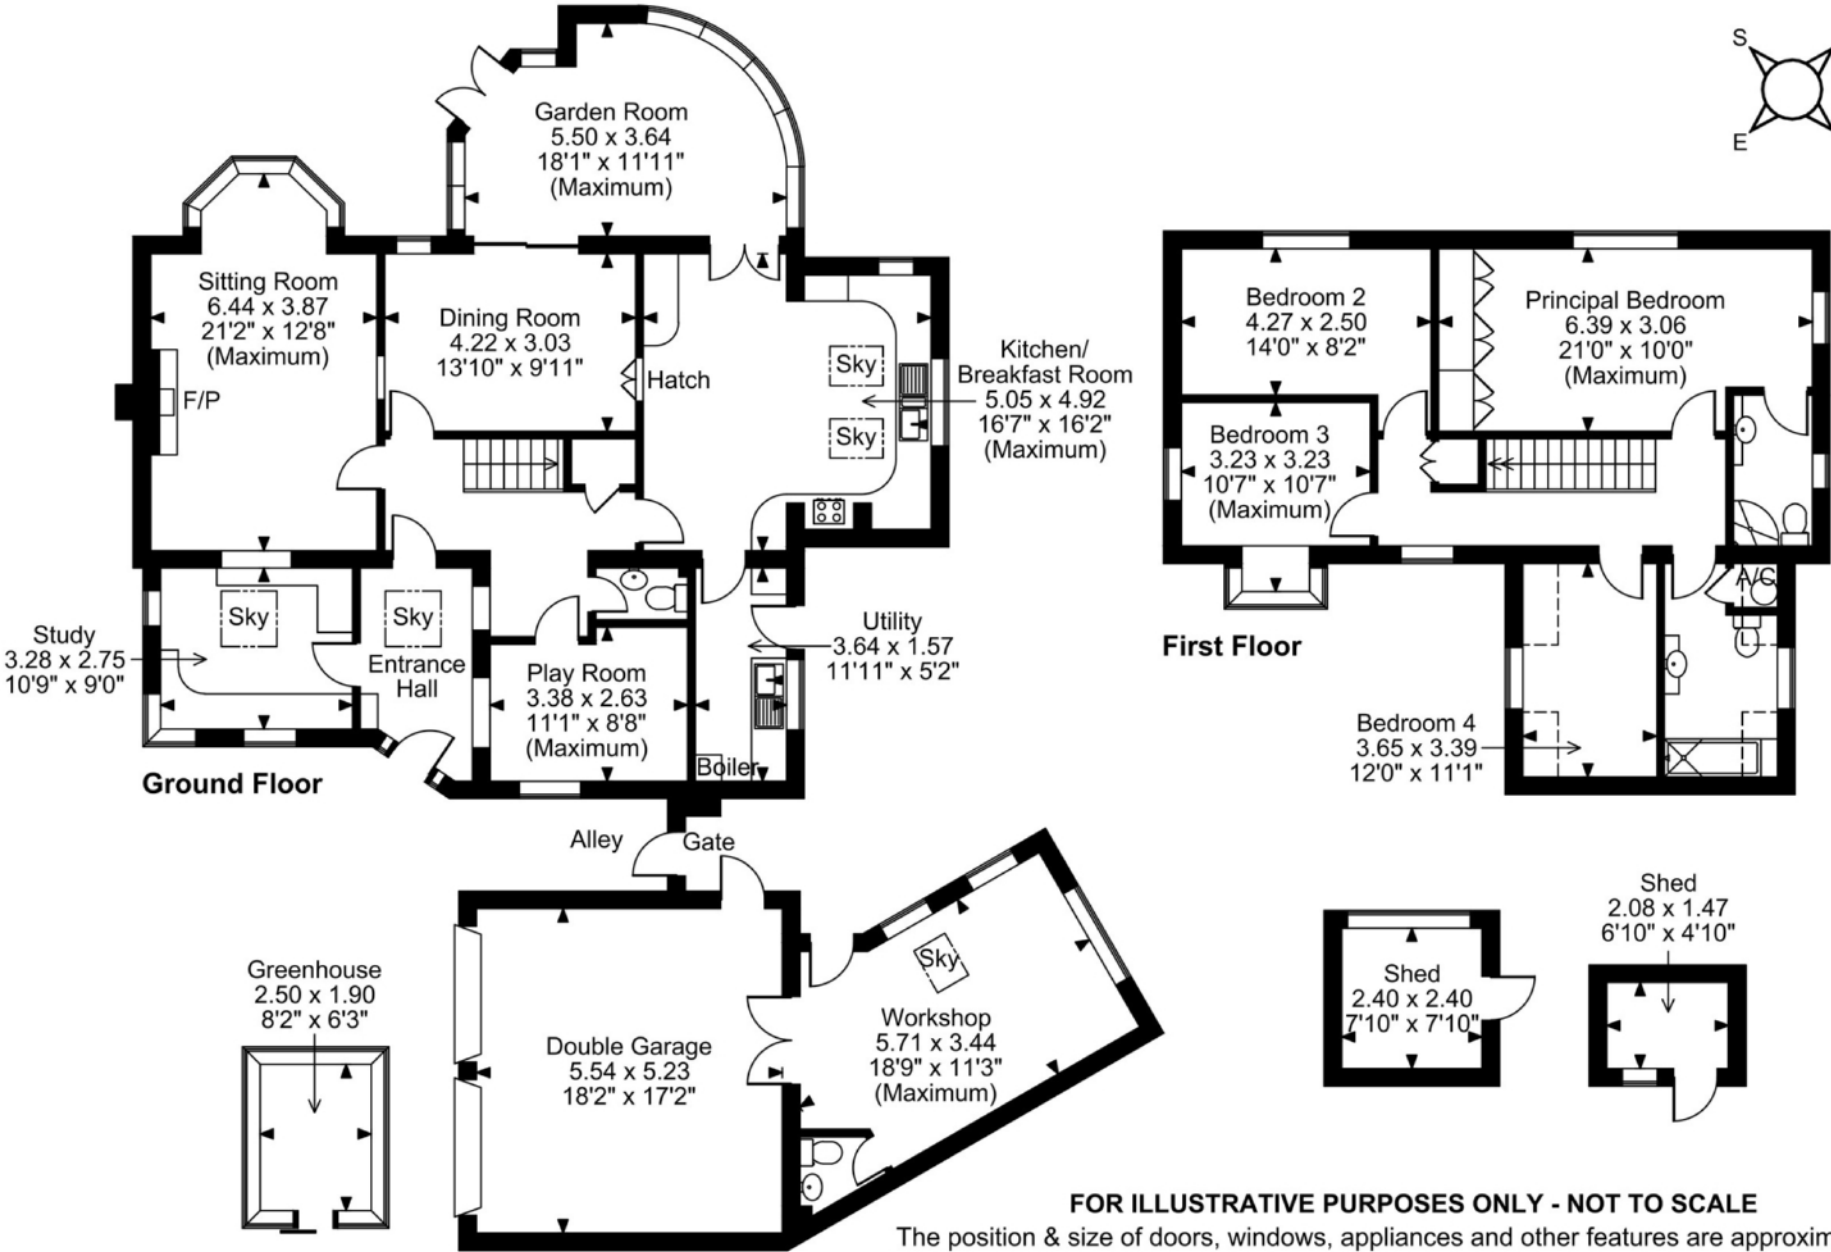 Garden Room
5.50 x 3.64
18'1" x 11'11"
(Maximum)
S
E
Sitting Room
6.44 x 3.87
21'2" x 12'8"
(Maximum)
F/P
Dining Room
4.22 x 3.03
13'10" x 9'11"
Hatch
Sky
Sky
Kitchen/
Breakfast Room
5.05 x 4.92
16'7" x 16'2"
(Maximum)
Bedroom 2
4.27 x 2.50
14'0" x 8'2"
Principal Bedroom
6.39 x 3.06
21'0" x 10'0"
(Maximum)
Bedroom 3
3.23 x 3.23
10'7" x 10'7"
(Maximum)
A/C
First Floor
Bedroom 4
3.65 x 3.39
12'0" x 11'1"
Study
3.28 x 2.75
10'9" x 9'0"
Sky
Sky
Entrance
Hall
Play Room
3.38 x 2.63
11'1" x 8'8"
(Maximum)
Utility
3.64 x 1.57
11'11" x 5'2"
Boiler
Ground Floor
Alley
Gate
Greenhouse
2.50 x 1.90
8'2" x 6'3"
Double Garage
5.54 x 5.23
18'2" x 17'2"
Sky
Workshop
5.71 x 3.44
18'9" x 11'3"
(Maximum)
Shed
2.40 x 2.40
7'10" x 7'10"
Shed
2.08 x 1.47
6'10" x 4'10"
FOR ILLUSTRATIVE PURPOSES ONLY - NOT TO SCALE
The position & size of doors, windows, appliances and other features are approxim